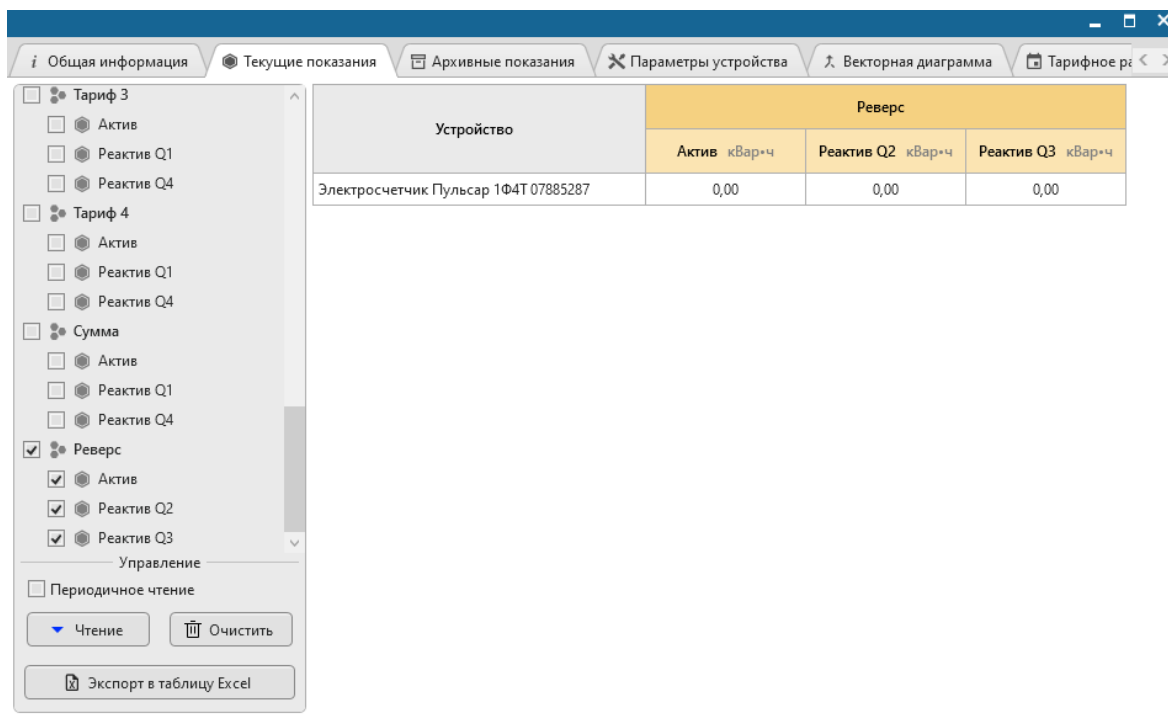 i Общая информация
Текущие показания
Архивные показания
Параметры устройства
Векторная диаграмма
Тарифное ра
Тариф 3
Актив
Реактив Q1
Реактив Q4
Тариф 4
Актив
Реактив Q1
Реактив Q4
Сумма
Актив
Реактив Q1
Реактив Q4
Реверс
Актив
Реактив Q2
Реактив Q3
Управление
Периодичное чтение
Чтение
Очистить
Экспорт в таблицу Excel
Устройство
Реверс
Актив кВар•ч
Реактив Q2 кВар•ч
Реактив Q3 кВар•ч
Электросчетчик Пульсар 1Ф4Т 07885287
0,00
0,00
0,00